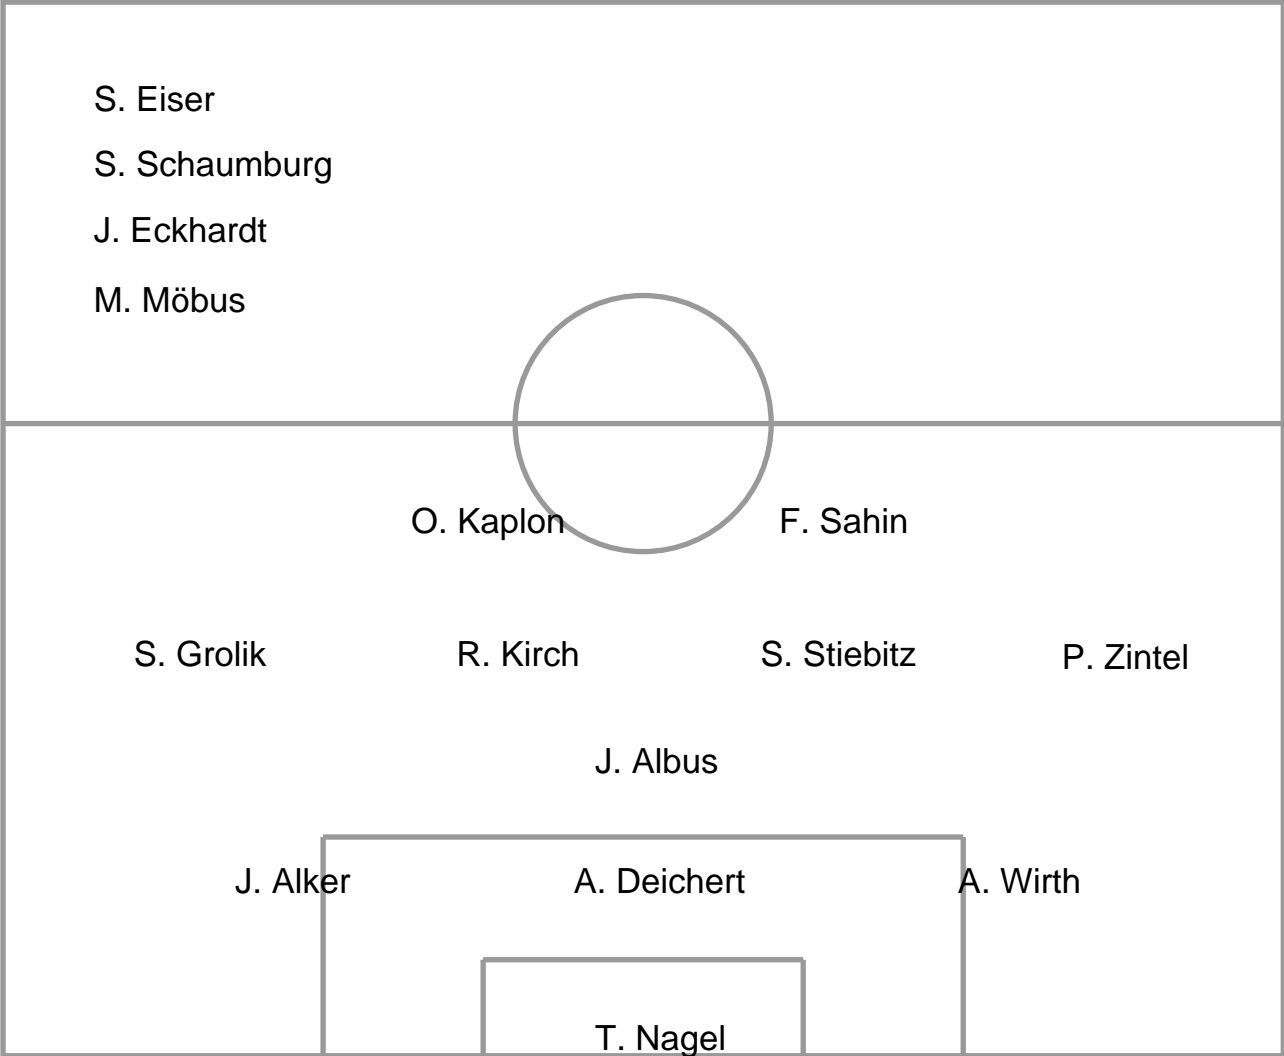 S. Eiser
S. Schaumburg
J. Eckhardt
M. Möbus
O. Kaplon F. Sahin
S. Grolik R. Kirch S. Stiebitz P. Zintel
J. Albus
J. Alker A. Deichert A. Wirth
T. Nagel